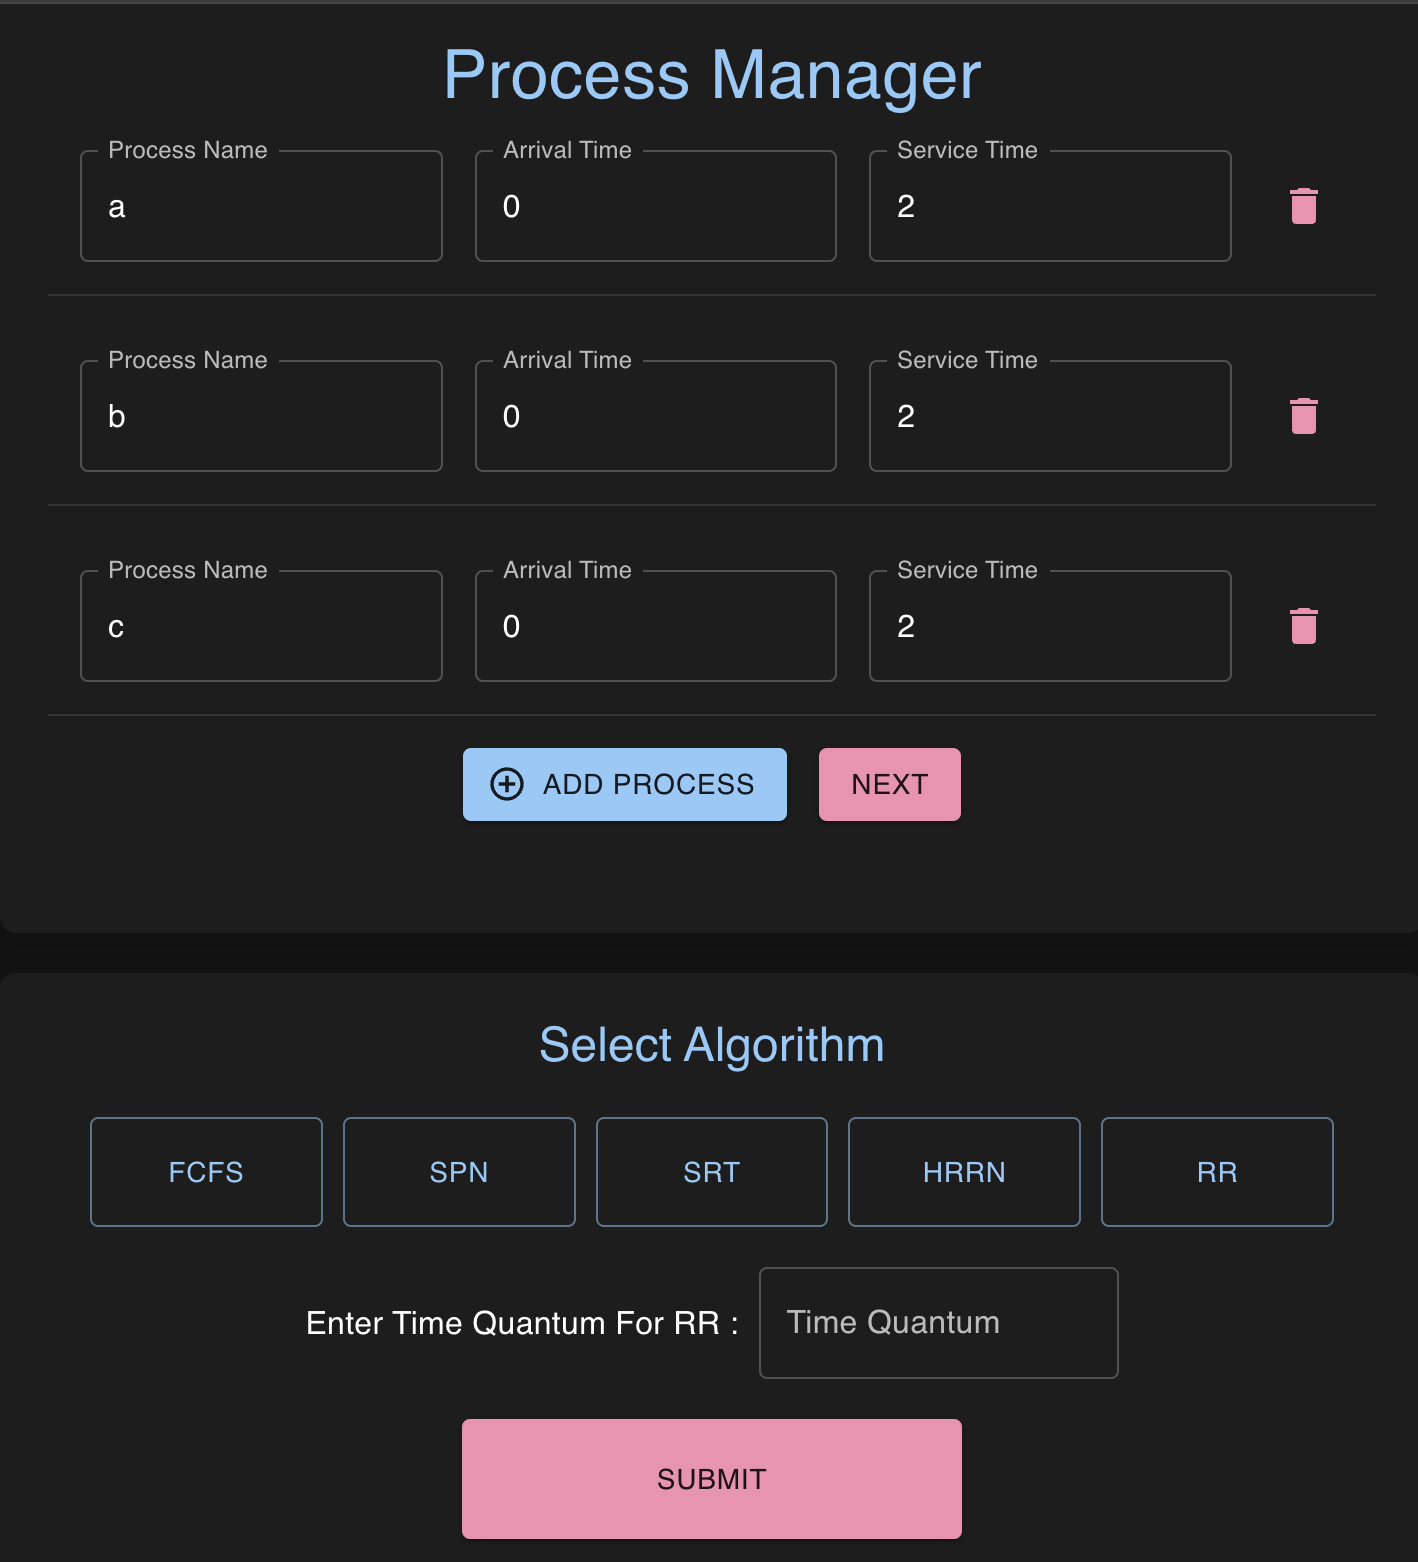 Process Manager
Process Name Arrival Time Service Time
a 0 2
Process Name Arrival Time Service Time
b 0 2
Process Name Arrival Time Service Time
c 0 2
ADD PROCESS NEXT
Select Algorithm
FCFS SPN SRT HRRN RR
Enter Time Quantum For RR : Time Quantum
SUBMIT